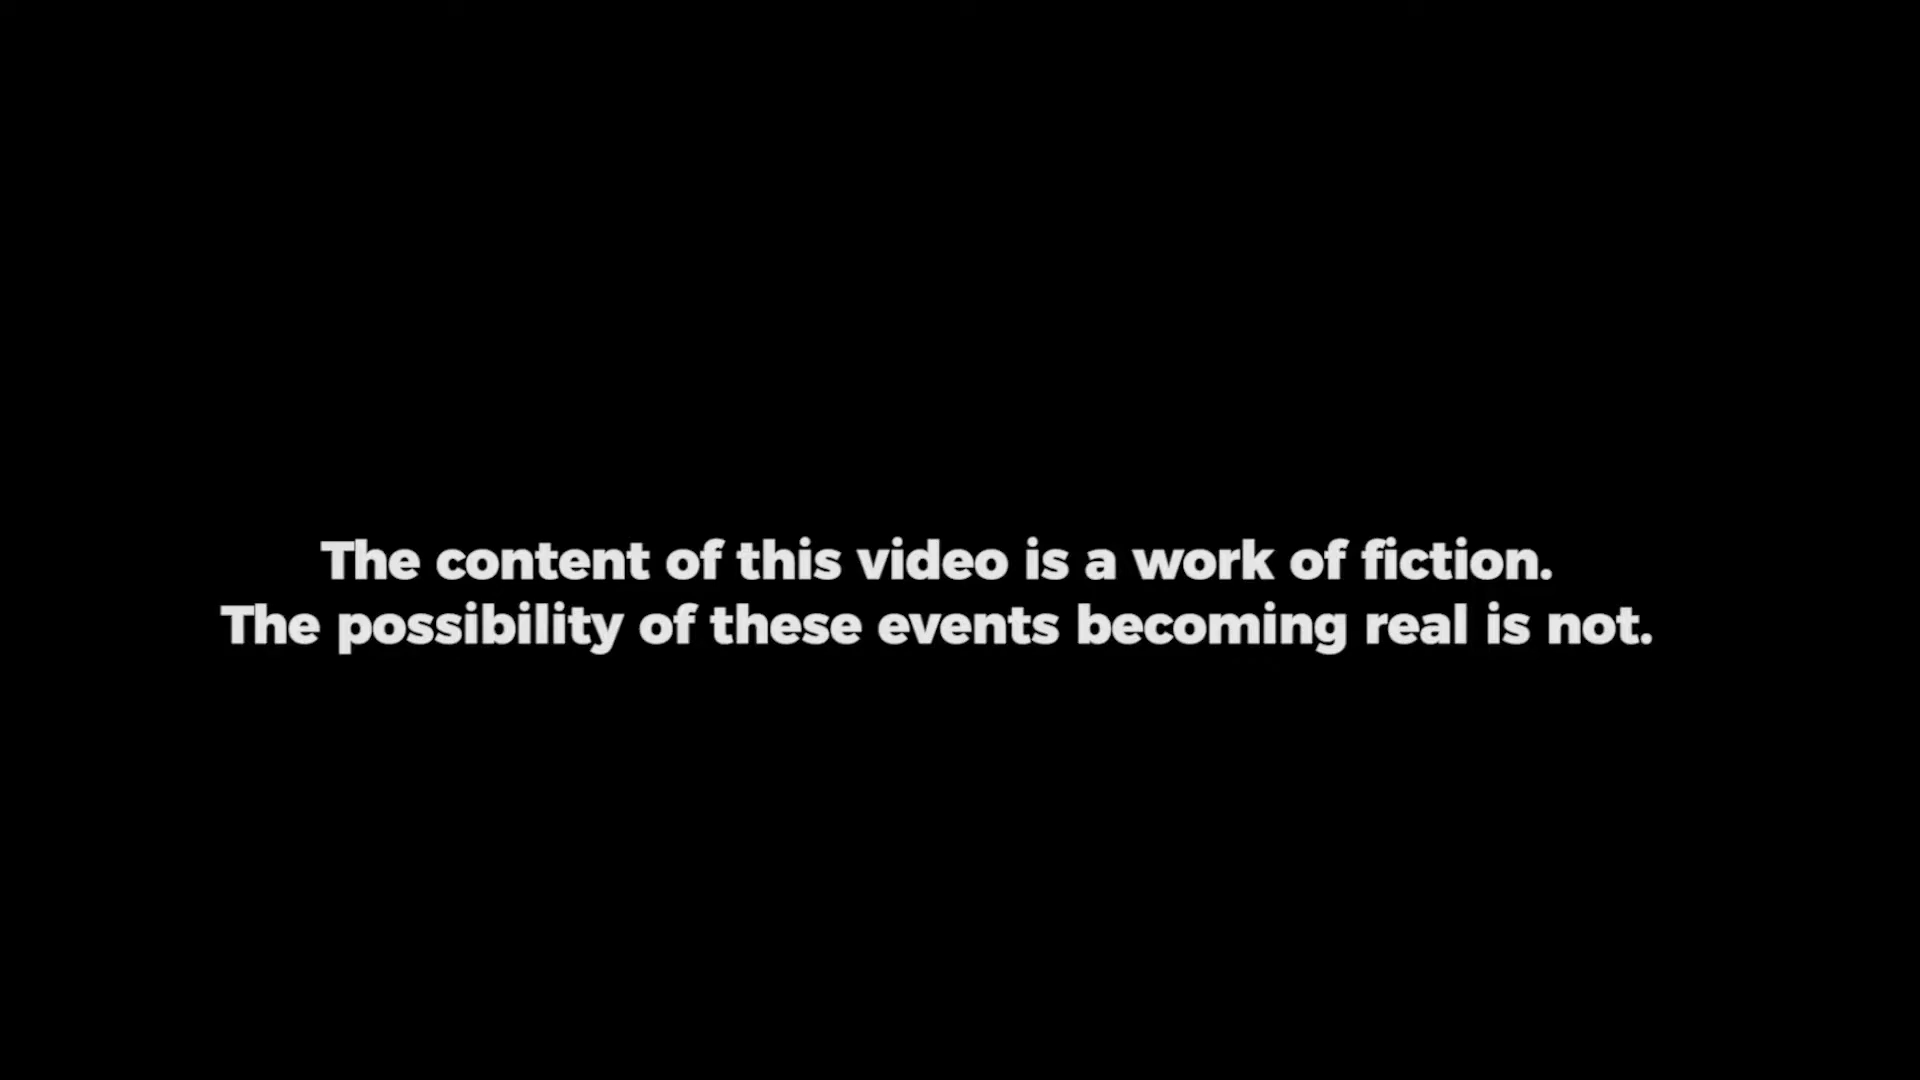 The content of this video is a work of fiction.
The possibility of these events becoming real is not.